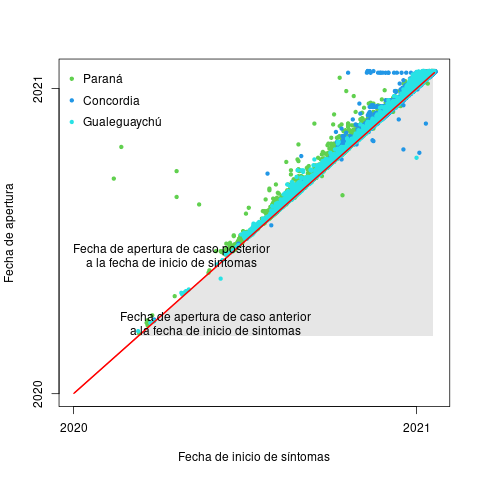 Paraná
Concordia
Gualeguaychú
Fecha de apertura de caso posterior
a la fecha de inicio de síntomas
Fecha de apertura de caso anterior
a la fecha de inicio de sintomas
2021
2020
Fecha de apertura
2020
2021
Fecha de inicio de síntomas